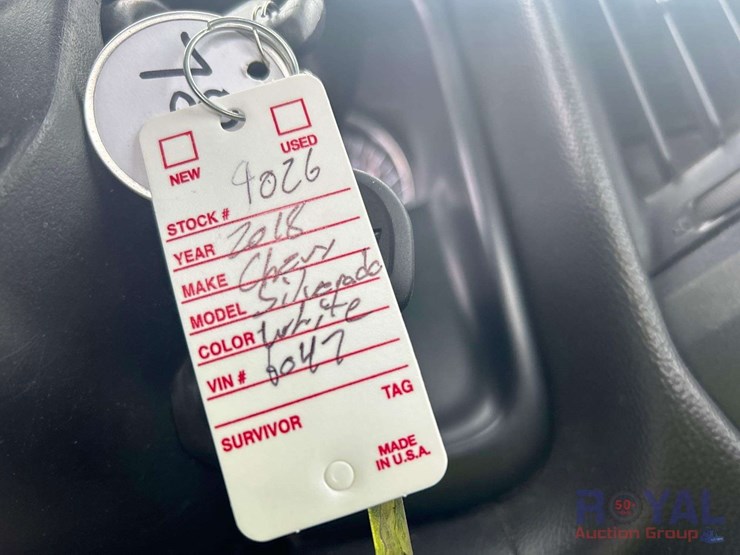 NEW USED
STOCK # 4026
YEAR 2018
MAKE Chevy
MODEL Silverado
COLOR White
VIN # 6047
SURVIVOR TAG
MADE
IN U.S.A.
ROYAL
Auction Group